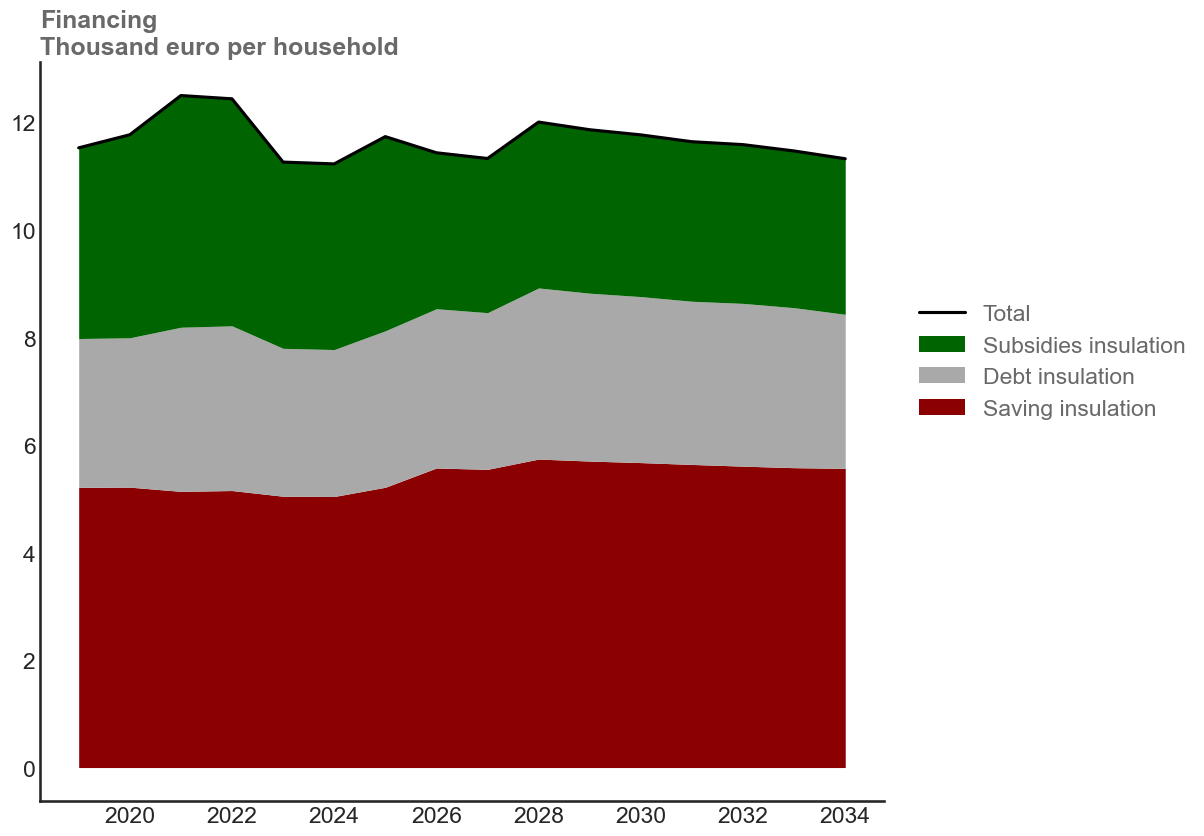 Financing
Thousand euro per household
12
10
8
6
4
2
0
2020 2022 2024 2026 2028 2030 2032 2034
Total
Subsidies insulation
Debt insulation
Saving insulation